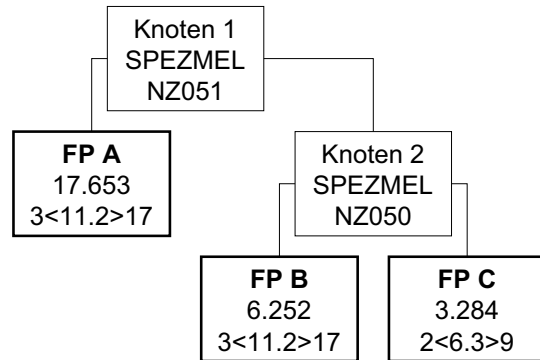 Knoten 1
SPEZMEL
NZ051
FP A
17.653
3<11.2>17
Knoten 2
SPEZMEL
NZ050
FP B
6.252
3<11.2>17
FP C
3.284
2<6.3>9